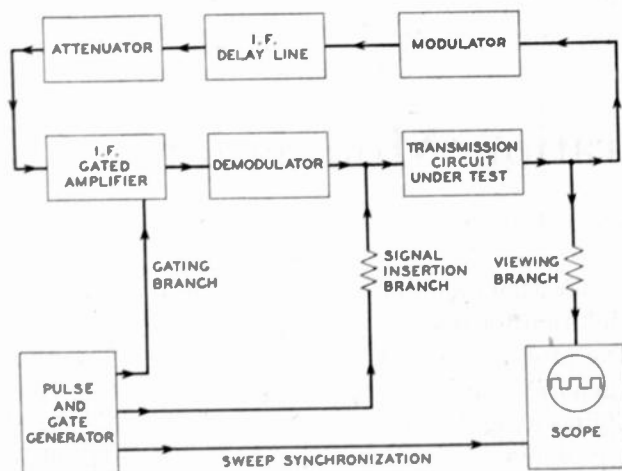 ATTENUATOR
I.F.
DELAY LINE
MODULATOR
I.F.
GATED
AMPLIFIER
DEMODULATOR
TRANSMISSION
CIRCUIT
UNDER TEST
GATING
BRANCH
SIGNAL
INSERTION
BRANCH
VIEWING
BRANCH
PULSE
AND
GATE
GENERATOR
SCOPE
SWEEP SYNCHRONIZATION